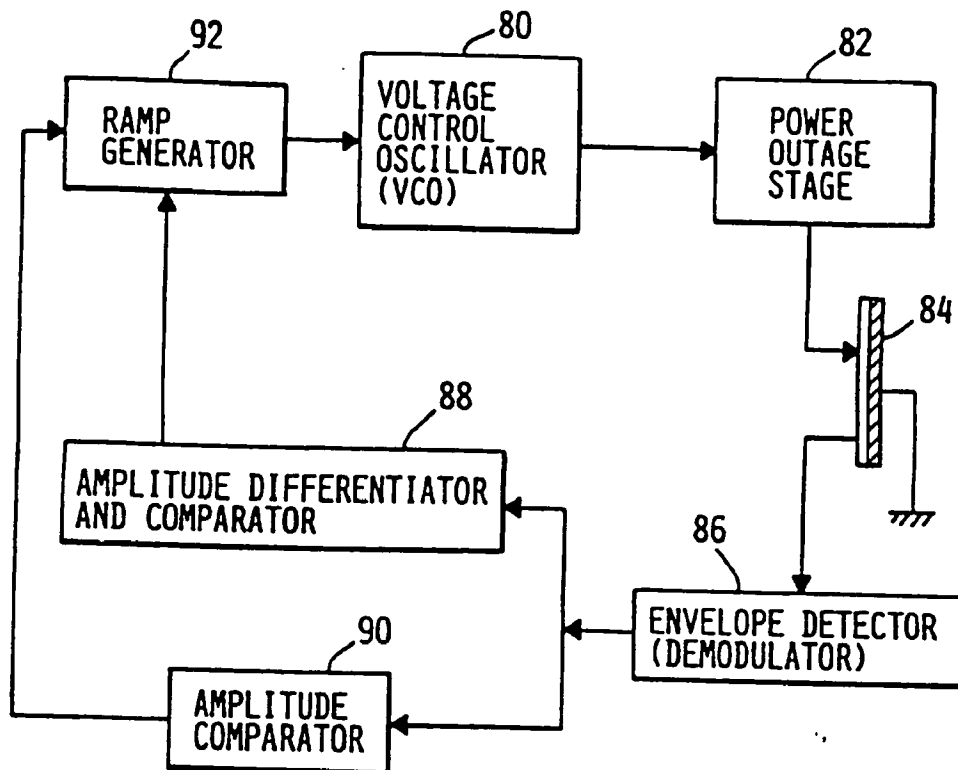 92
80
82
RAMP
GENERATOR
VOLTAGE
CONTROL
OSCILLATOR
(VCO)
POWER
OUTAGE
STAGE
84
88
AMPLITUDE DIFFERENTIATOR
AND COMPARATOR
86
ENVELOPE DETECTOR
(DEMODULATOR)
90
AMPLITUDE
COMPARATOR